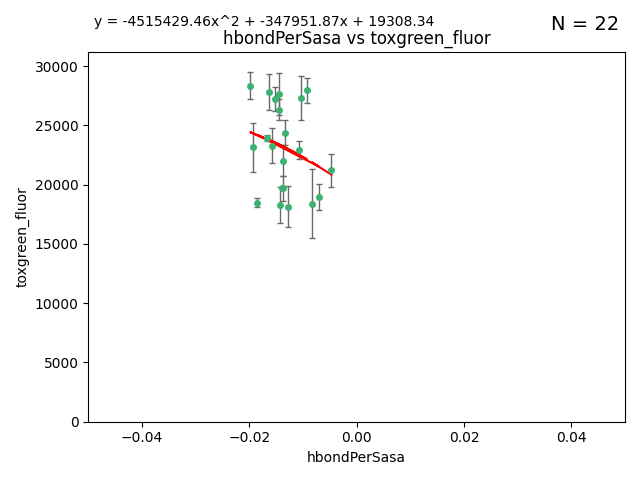 y = -4515429.46x^2 + -347951.87x + 19308.34
N = 22
hbondPerSasa vs toxgreen_fluor
toxgreen_fluor
30000
25000
20000
15000
10000
5000
0
−0.04
−0.02
0.00
0.02
0.04
hbondPerSasa